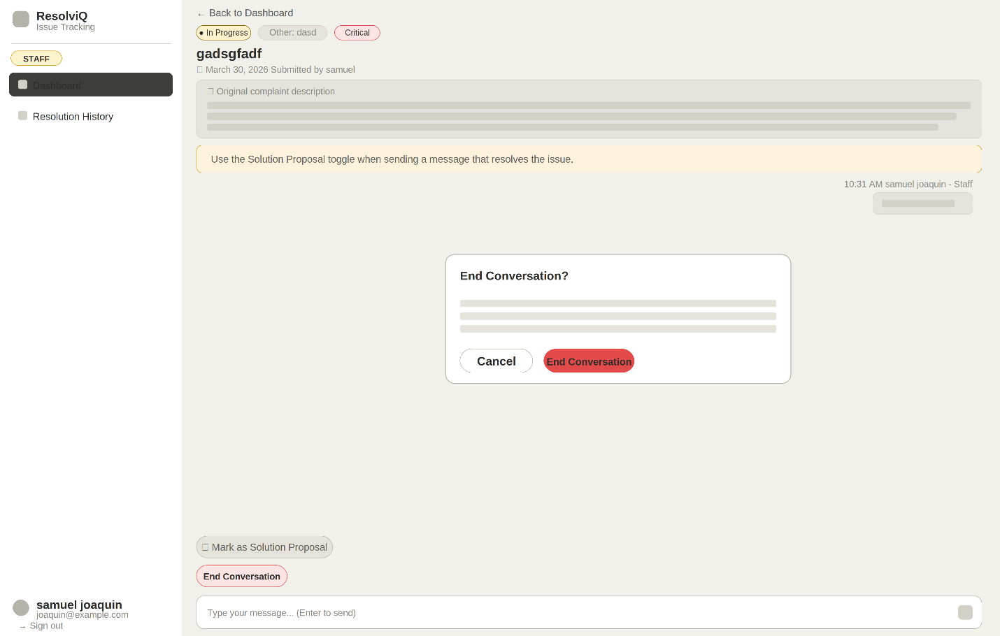 ResolviQ
Issue Tracking
STAFF
Dashboard
Resolution History
samuel joaquin
joaquin@example.com
→ Sign out
← Back to Dashboard
● In Progress
Other: dasd
Critical
gadsgfadf
March 30, 2026 Submitted by samuel
Original complaint description
Use the Solution Proposal toggle when sending a message that resolves the issue.
10:31 AM samuel joaquin - Staff
End Conversation?
Cancel
End Conversation
Mark as Solution Proposal
End Conversation
Type your message... (Enter to send)